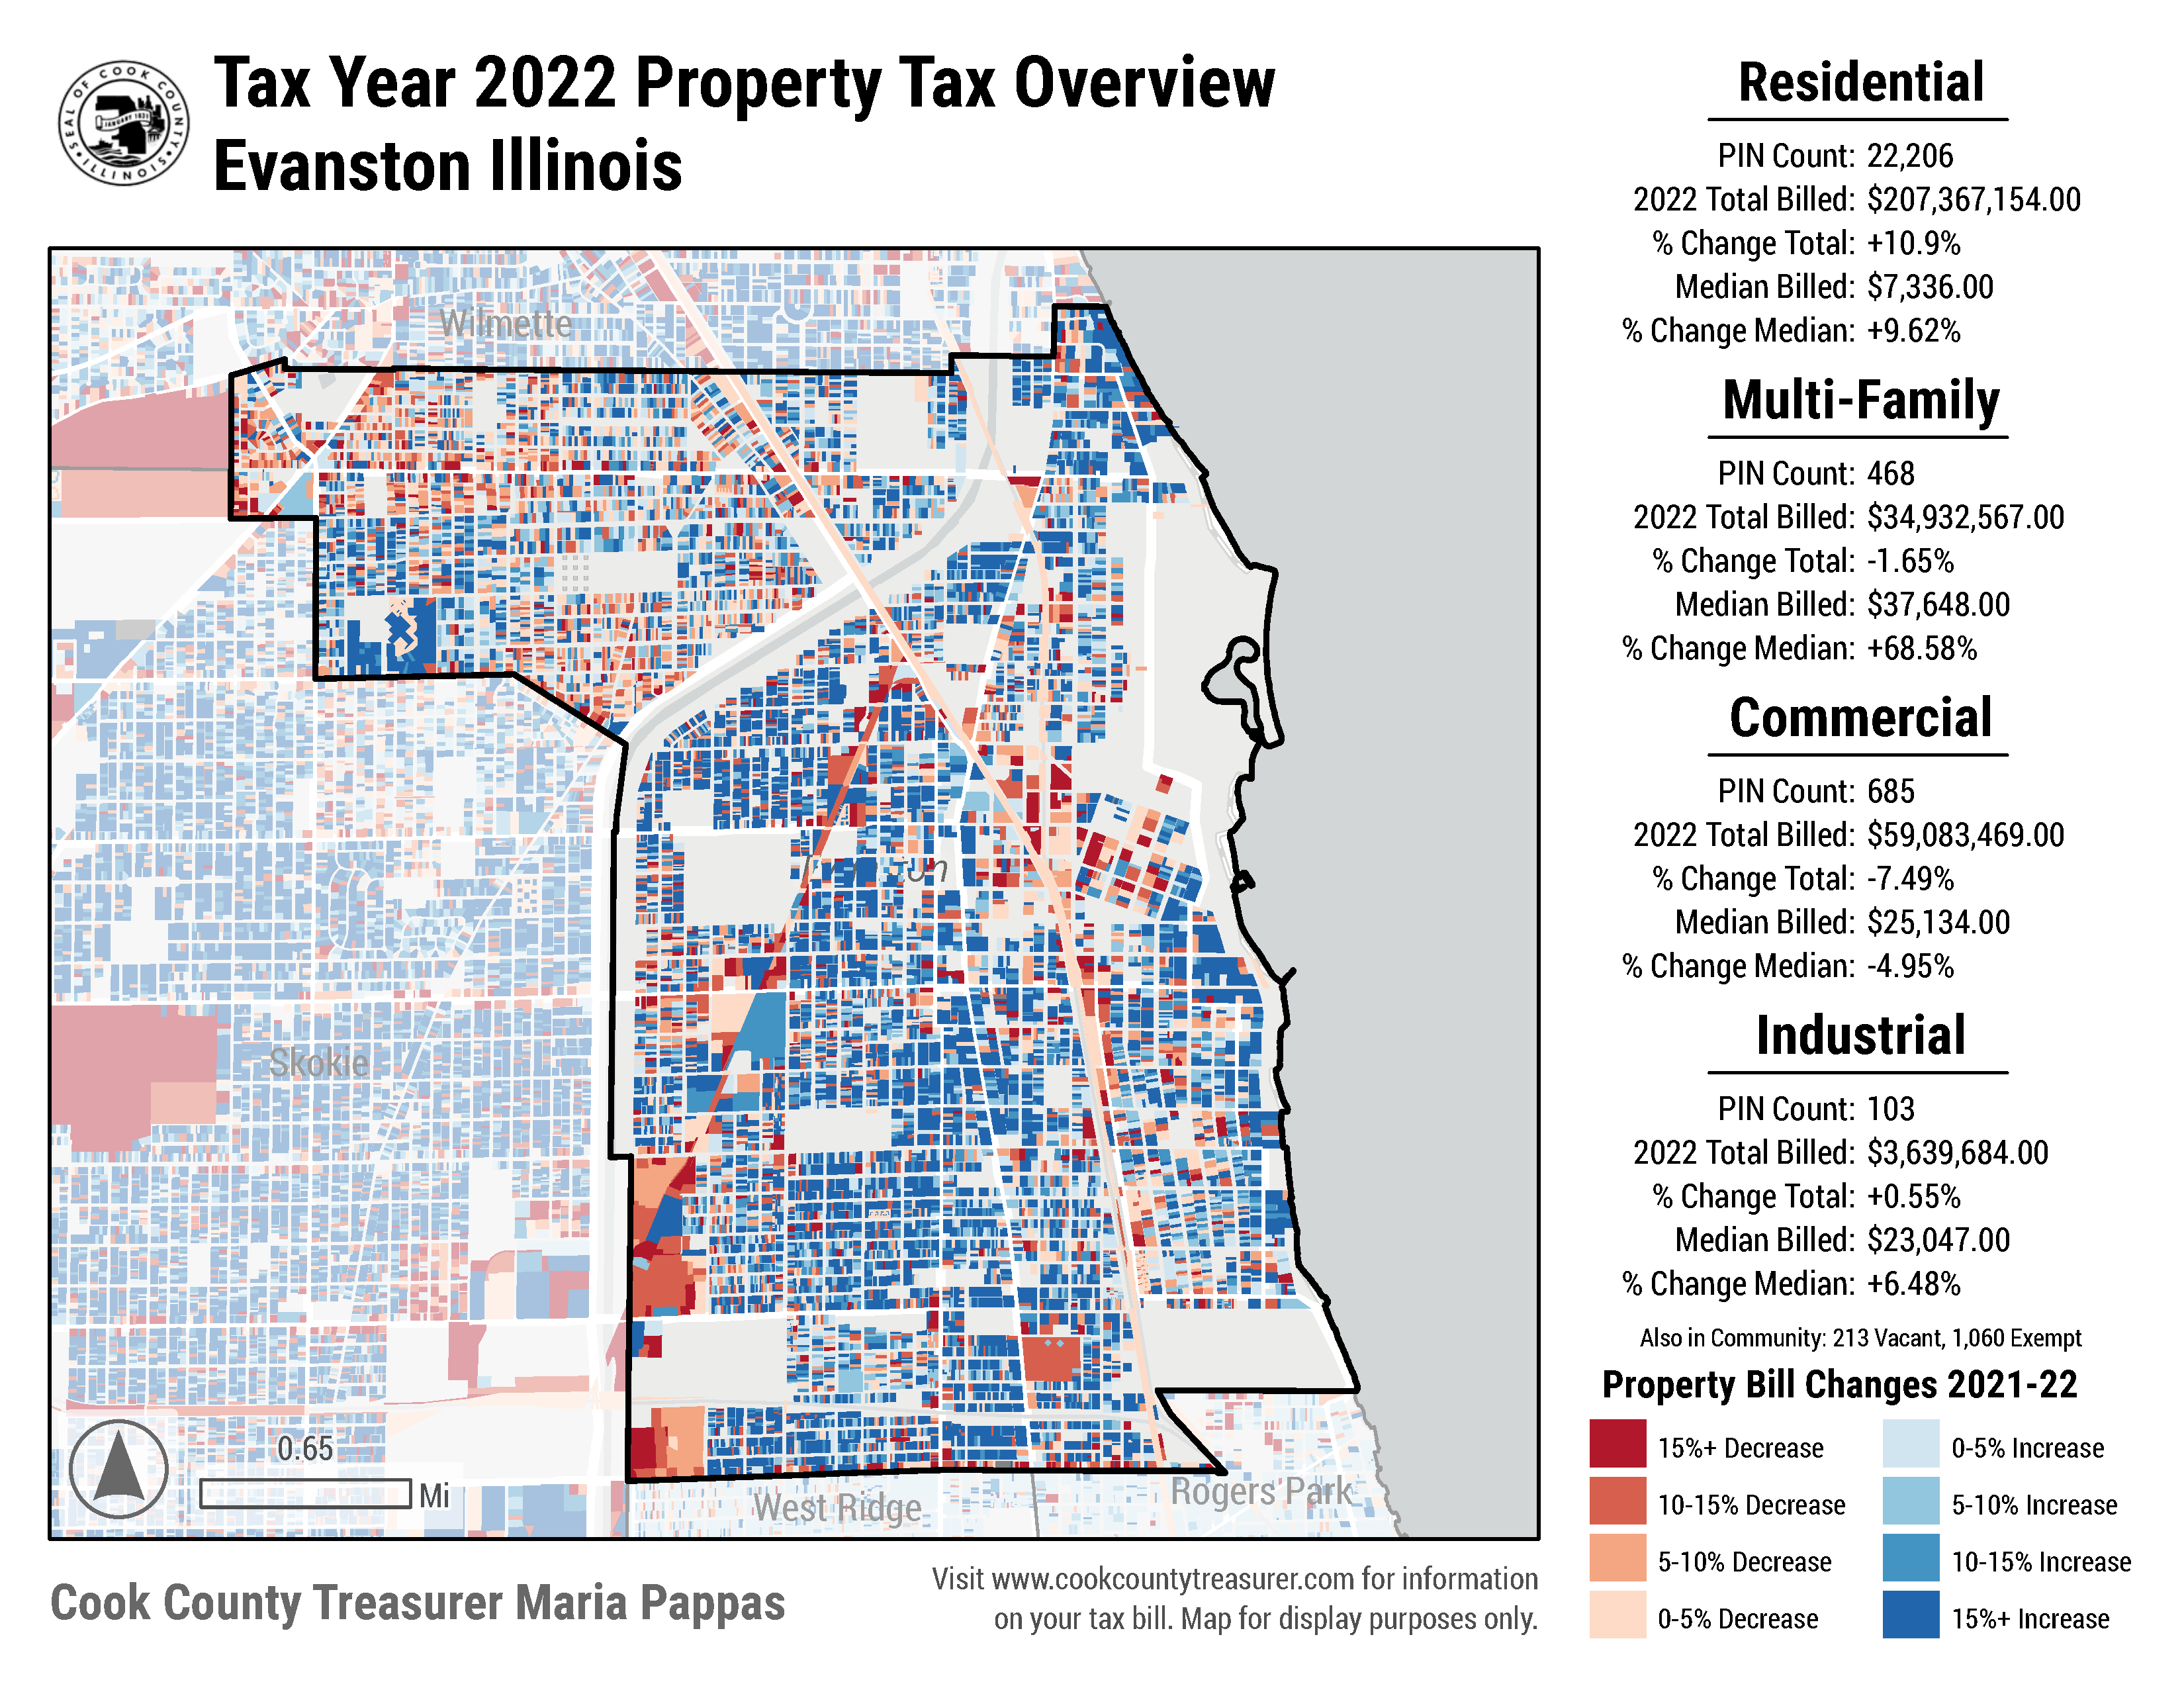 SEAL OF COOK COUNTY
ILLINOIS
JANUARY 1831
Tax Year 2022 Property Tax Overview
Evanston Illinois
Wilmette
Skokie
West Ridge
Rogers Park
0.65
Mi
Cook County Treasurer Maria Pappas
Visit www.cookcountytreasurer.com for information
on your tax bill. Map for display purposes only.
Residential
PIN Count: 22,206
2022 Total Billed: $207,367,154.00
% Change Total: +10.9%
Median Billed: $7,336.00
% Change Median: +9.62%
Multi-Family
PIN Count: 468
2022 Total Billed: $34,932,567.00
% Change Total: -1.65%
Median Billed: $37,648.00
% Change Median: +68.58%
Commercial
PIN Count: 685
2022 Total Billed: $59,083,469.00
% Change Total: -7.49%
Median Billed: $25,134.00
% Change Median: -4.95%
Industrial
PIN Count: 103
2022 Total Billed: $3,639,684.00
% Change Total: +0.55%
Median Billed: $23,047.00
% Change Median: +6.48%
Also in Community: 213 Vacant, 1,060 Exempt
Property Bill Changes 2021-22
15%+ Decrease
10-15% Decrease
5-10% Decrease
0-5% Decrease
0-5% Increase
5-10% Increase
10-15% Increase
15%+ Increase